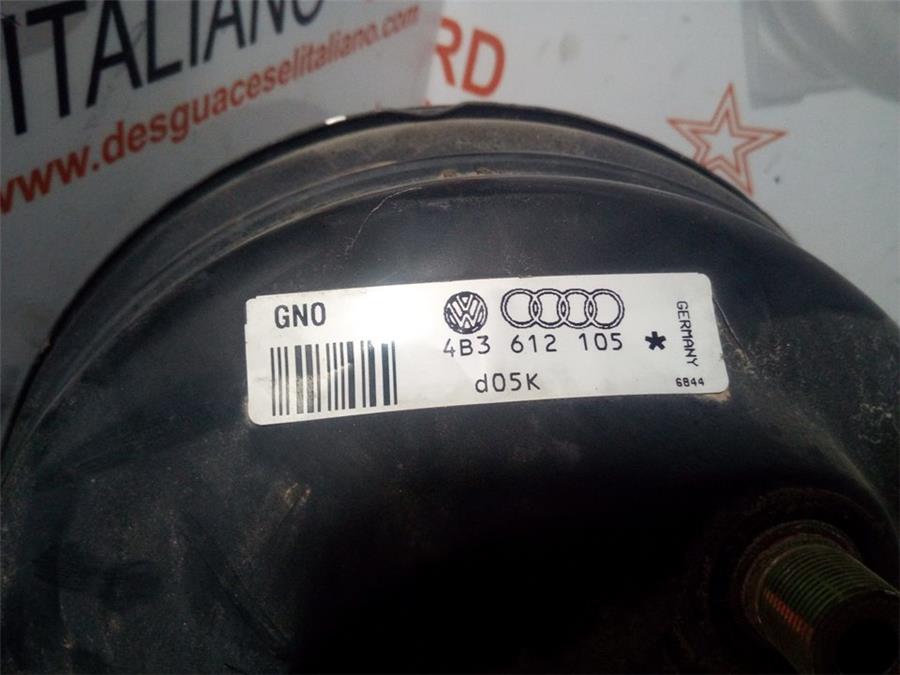 ITALIANO
RD
www.desguaceselitaliano.com
GNO
4B3 612 105 *
d05K
GERMANY
6844